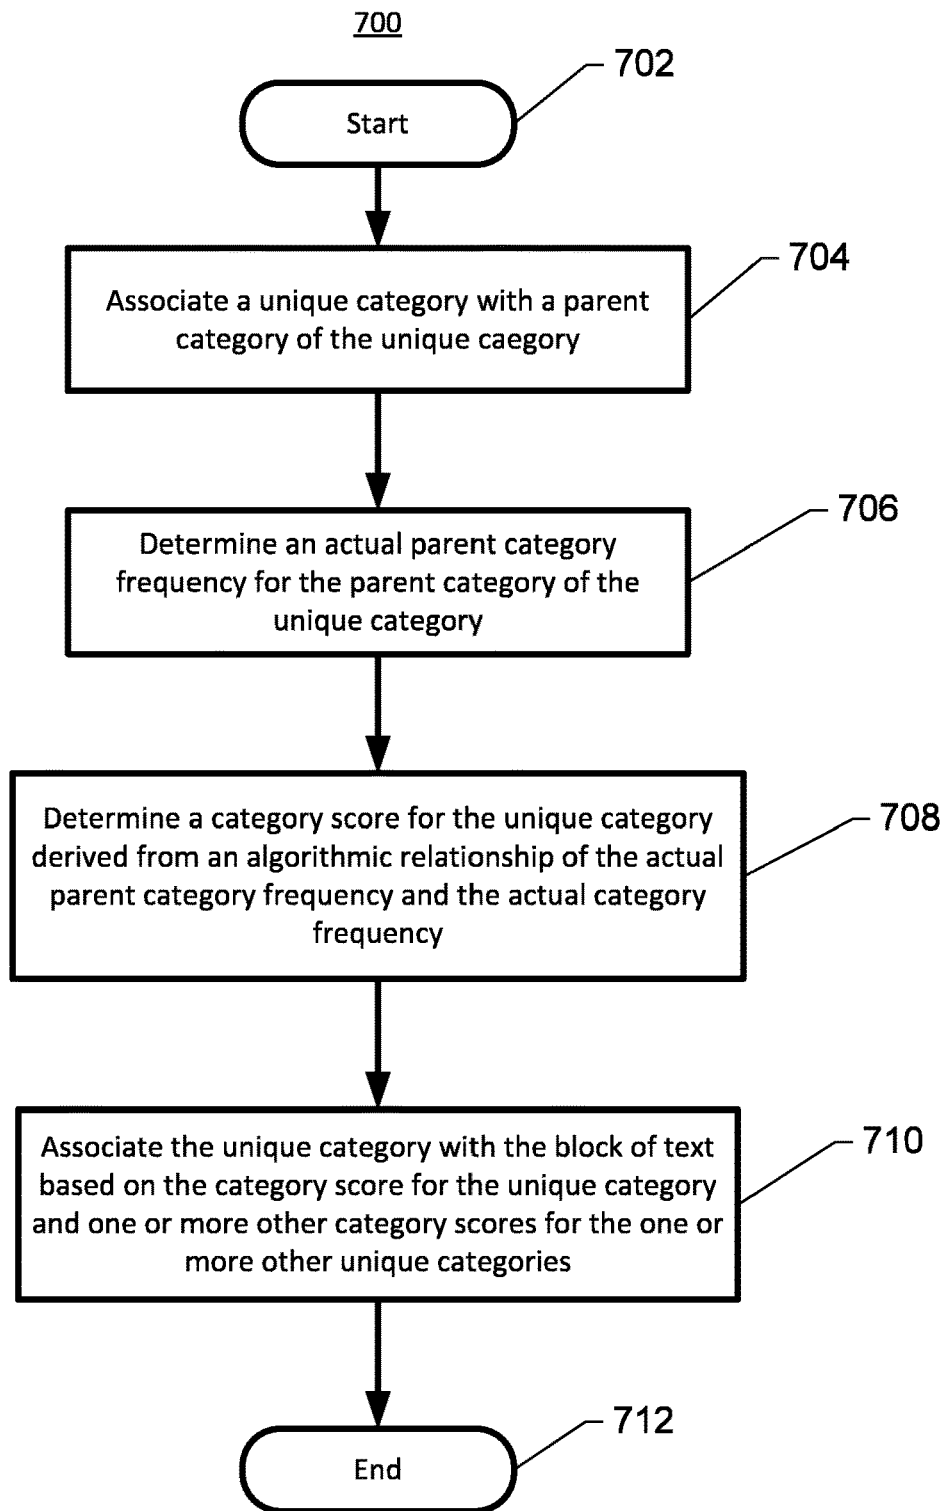 700
702
Start
704
Associate a unique category with a parent
category of the unique caegory
706
Determine an actual parent category
frequency for the parent category of the
unique category
708
Determine a category score for the unique category
derived from an algorithmic relationship of the actual
parent category frequency and the actual category
frequency
710
Associate the unique category with the block of text
based on the category score for the unique category
and one or more other category scores for the one or
more other unique categories
712
End